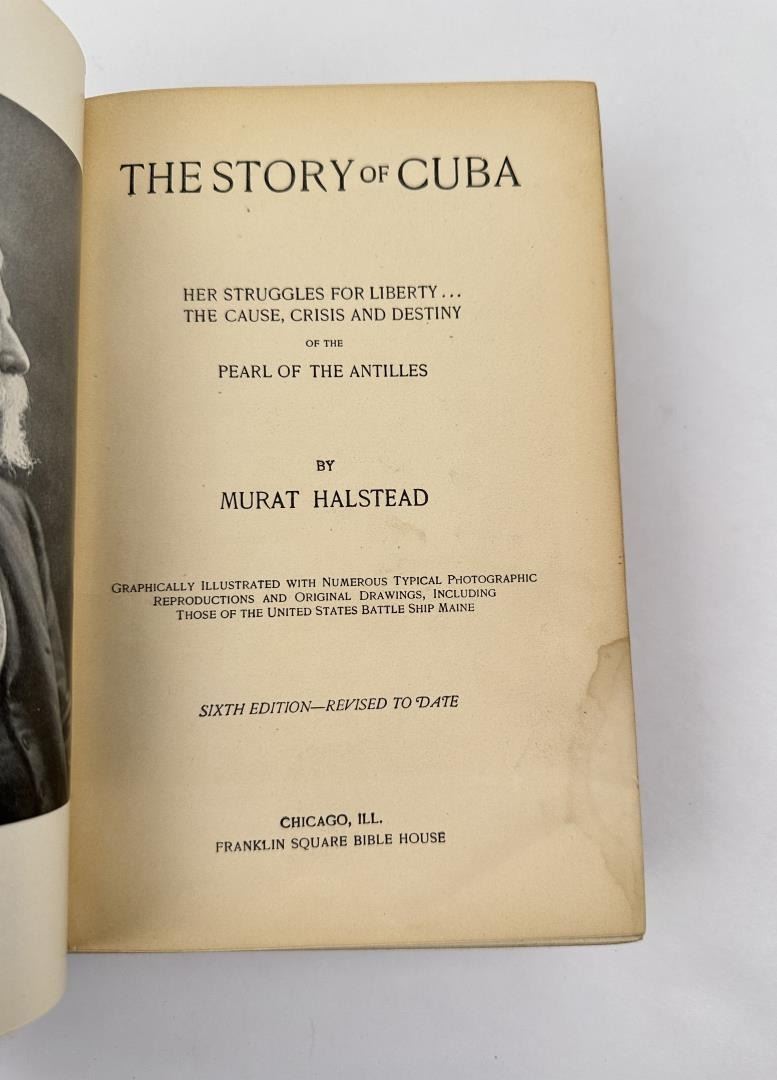 THE STORY OF CUBA
HER STRUGGLES FOR LIBERTY...
THE CAUSE, CRISIS AND DESTINY
OF THE
PEARL OF THE ANTILLES
BY
MURAT HALSTEAD
GRAPHICALLY ILLUSTRATED WITH NUMEROUS TYPICAL PHOTOGRAPHIC
REPRODUCTIONS AND ORIGINAL DRAWINGS, INCLUDING
THOSE OF THE UNITED STATES BATTLE SHIP MAINE
SIXTH EDITION—REVISED TO DATE
CHICAGO, ILL.
FRANKLIN SQUARE BIBLE HOUSE